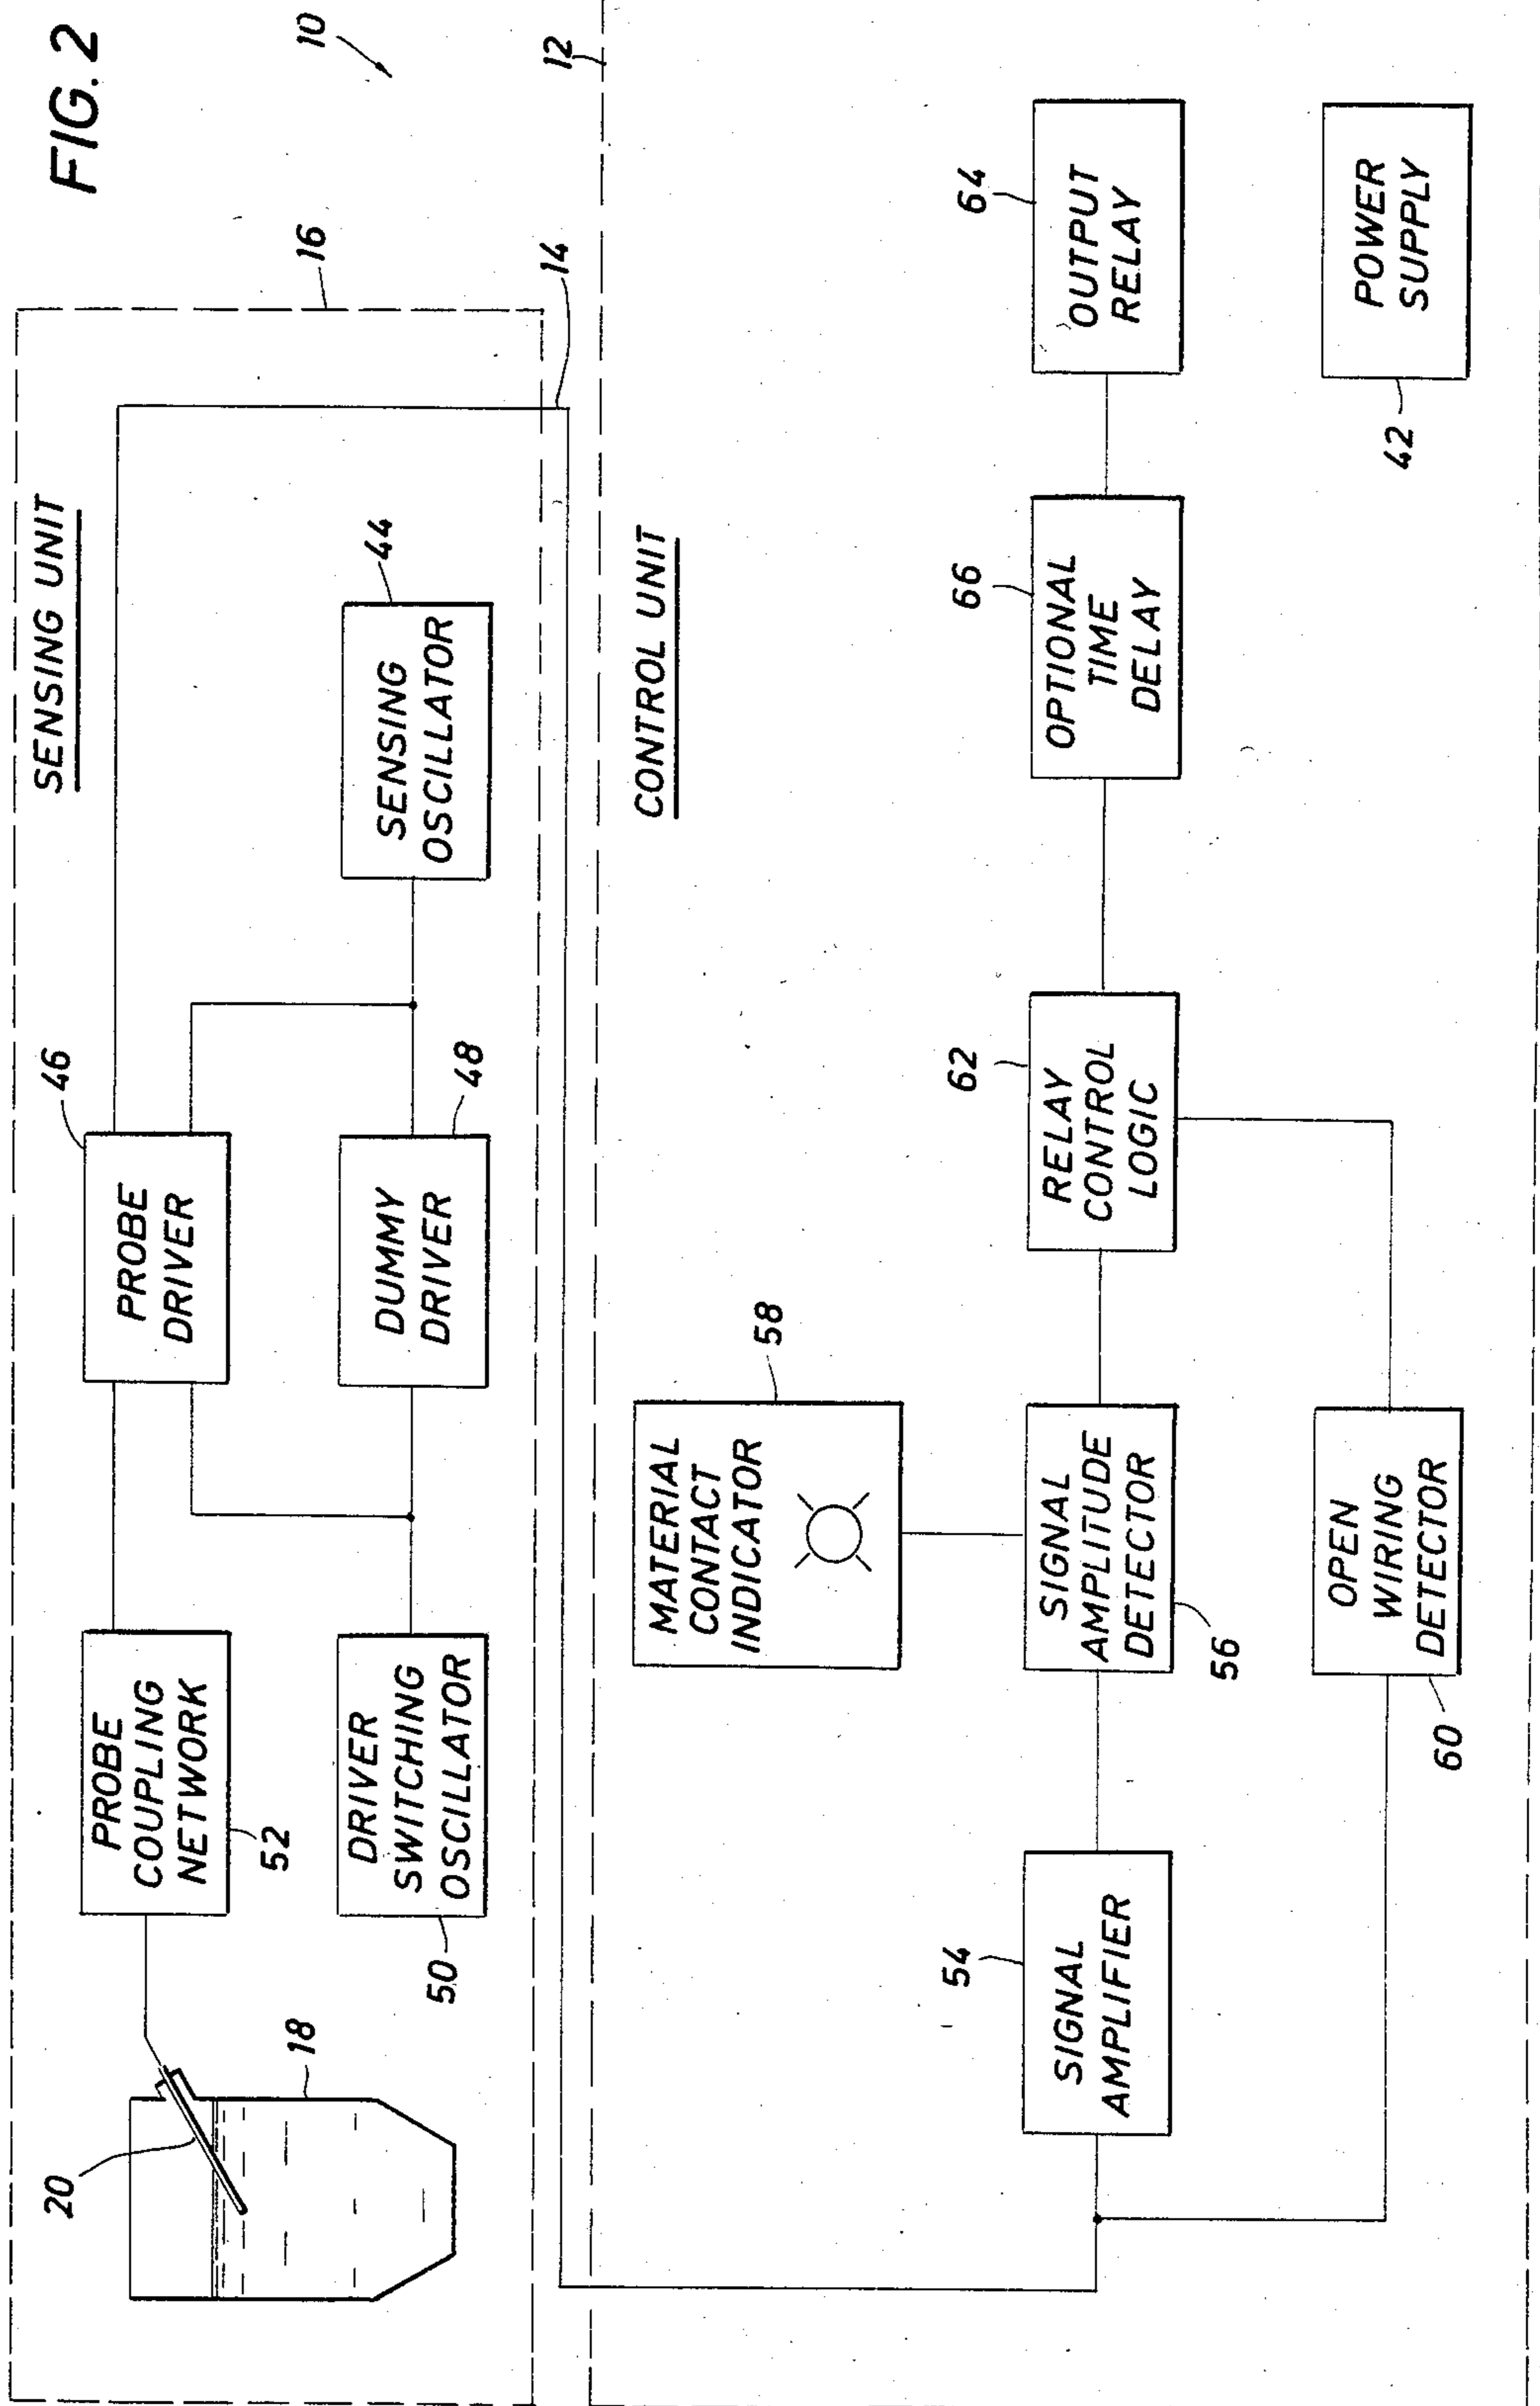 FIG. 2
10
SENSING UNIT
16
20
18
PROBE
COUPLING
NETWORK
52
PROBE
DRIVER
46
DRIVER
SWITCHING
OSCILLATOR
50
DUMMY
DRIVER
48
SENSING
OSCILLATOR
44
14
12
CONTROL UNIT
MATERIAL
CONTACT
INDICATOR
58
SIGNAL
AMPLIFIER
54
SIGNAL
AMPLITUDE
DETECTOR
56
RELAY
CONTROL
LOGIC
62
OPTIONAL
TIME
DELAY
66
OUTPUT
RELAY
64
OPEN
WIRING
DETECTOR
60
POWER
SUPPLY
42